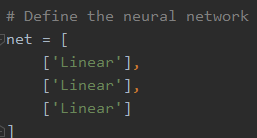 # Define the neural network
net = [
['Linear'],
['Linear'],
['Linear']
]